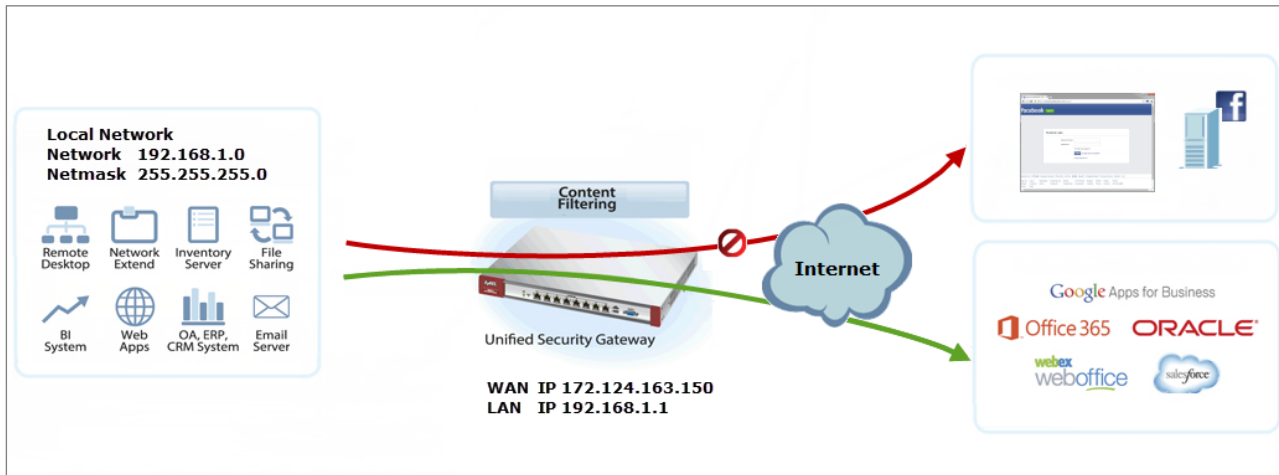 Local Network
Network 192.168.1.0
Netmask 255.255.255.0
Remote
Desktop
Network
Extend
Inventory
Server
File
Sharing
BI
System
Web
Apps
OA, ERP,
CRM System
Email
Server
Content
Filtering
ZyXEL
Unified Security Gateway
WAN IP 172.124.163.150
LAN IP 192.168.1.1
Internet
facebook
f
Google Apps for Business
Office 365
ORACLE
webex
weboffice
salesforce